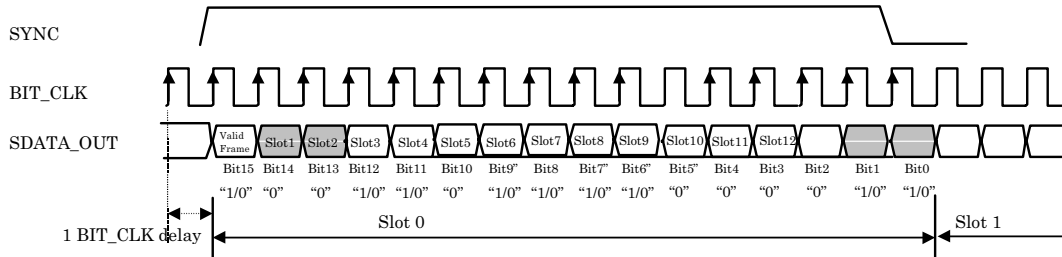 SYNC
BIT_CLK
SDATA_OUT
Valid Frame Slot1 Slot2 Slot3 Slot4 Slot5 Slot6 Slot7 Slot8 Slot9 Slot10 Slot11 Slot12
Bit15 Bit14 Bit13 Bit12 Bit11 Bit10 Bit9" Bit8 Bit7" Bit6" Bit5" Bit4 Bit3 Bit2 Bit1 Bit0
“1/0” “0” “0” “1/0” “1/0” “0” “1/0” “1/0” “1/0” “1/0” “0” “0” “0” “0” “1/0” “1/0”
1 BIT_CLK delay Slot 0 Slot 1